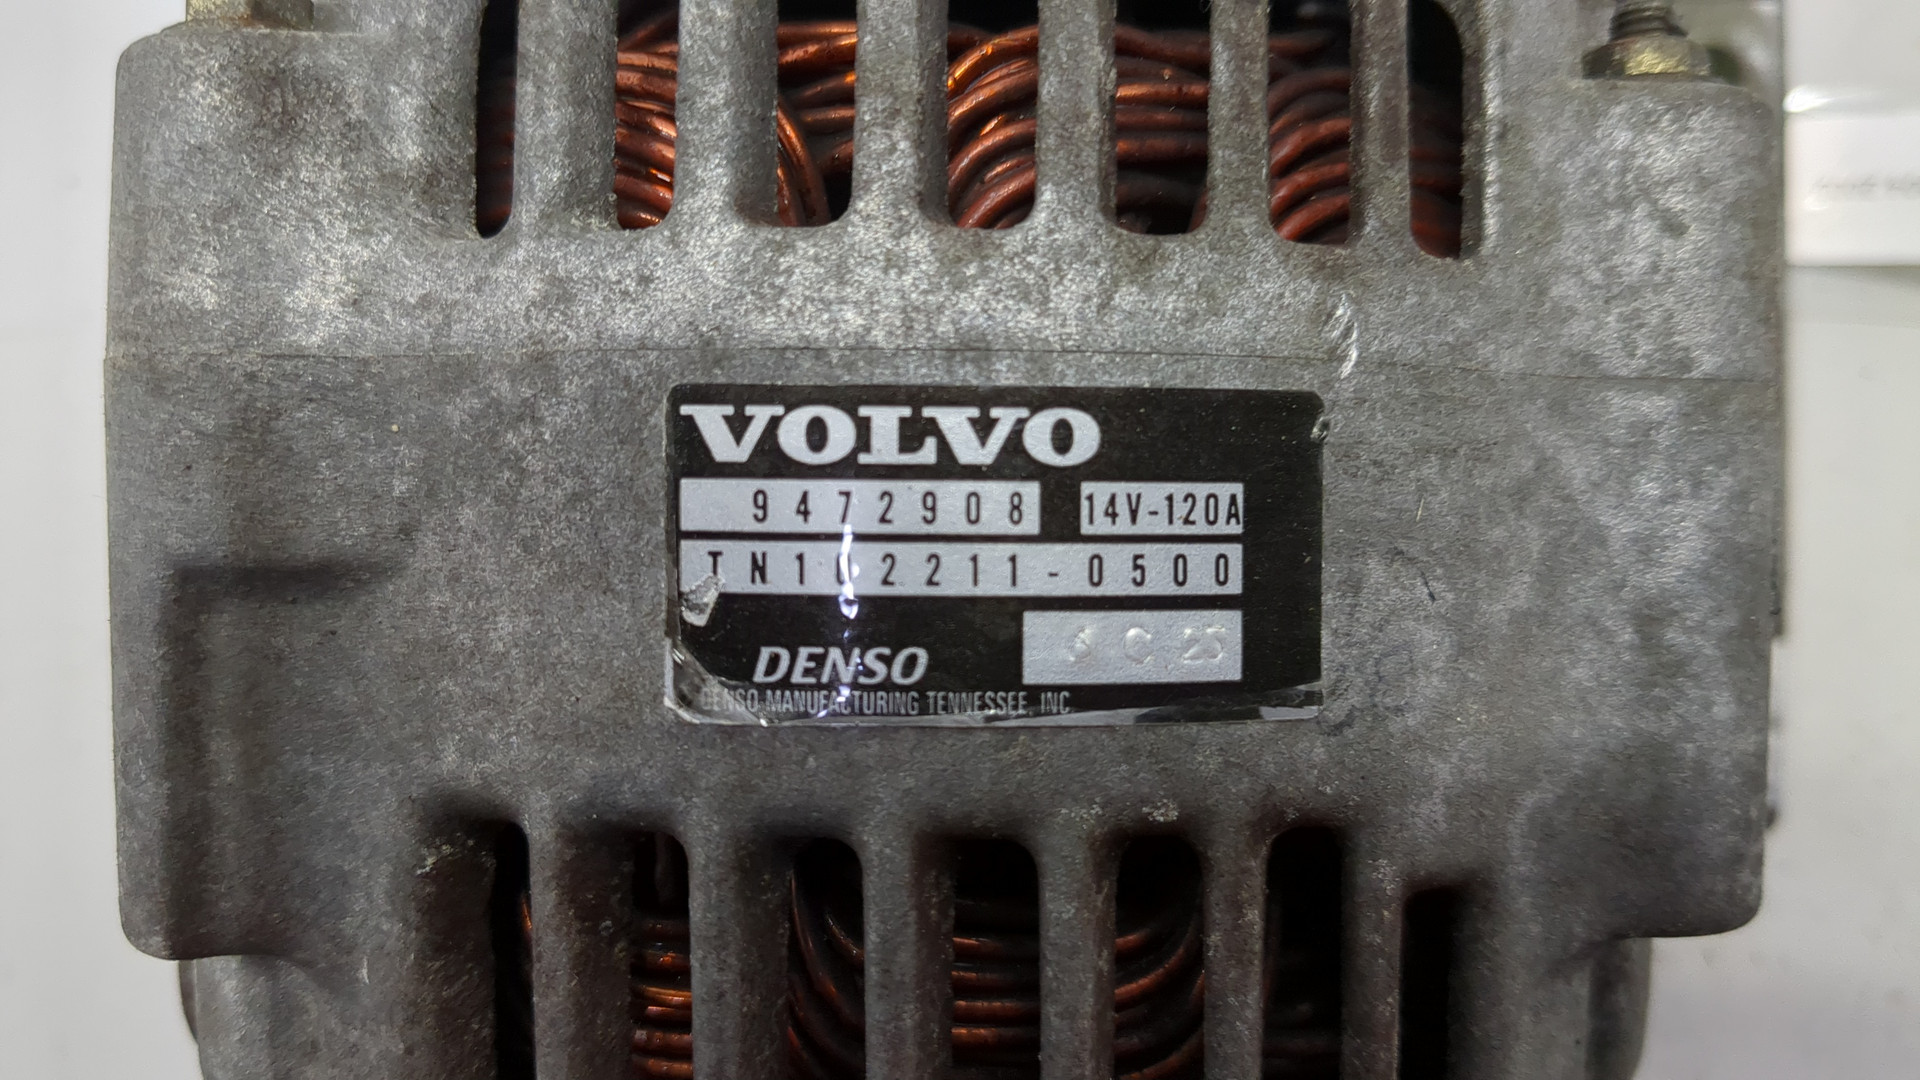 VOLVO
9472908 14V-120A
TN102211-0500
DENSO
DENSO MANUFACTURING TENNESSEE, INC.